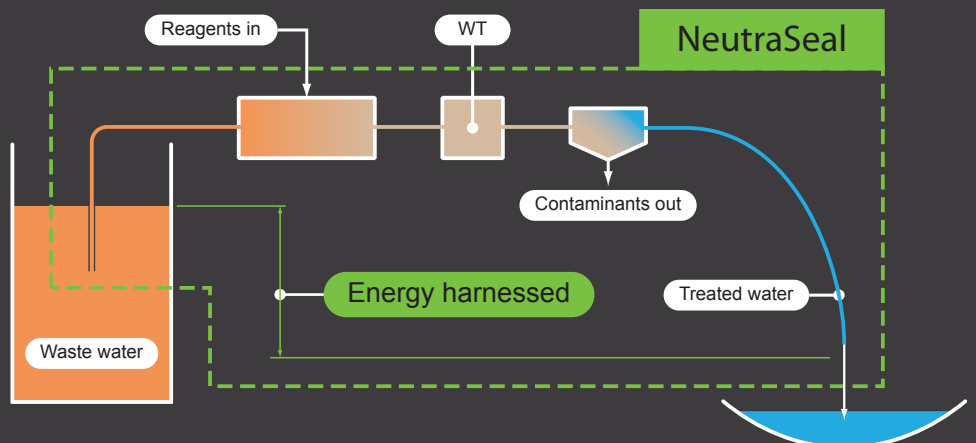 Reagents in
WT
NeutraSeal
Contaminants out
Energy harnessed
Treated water
Waste water